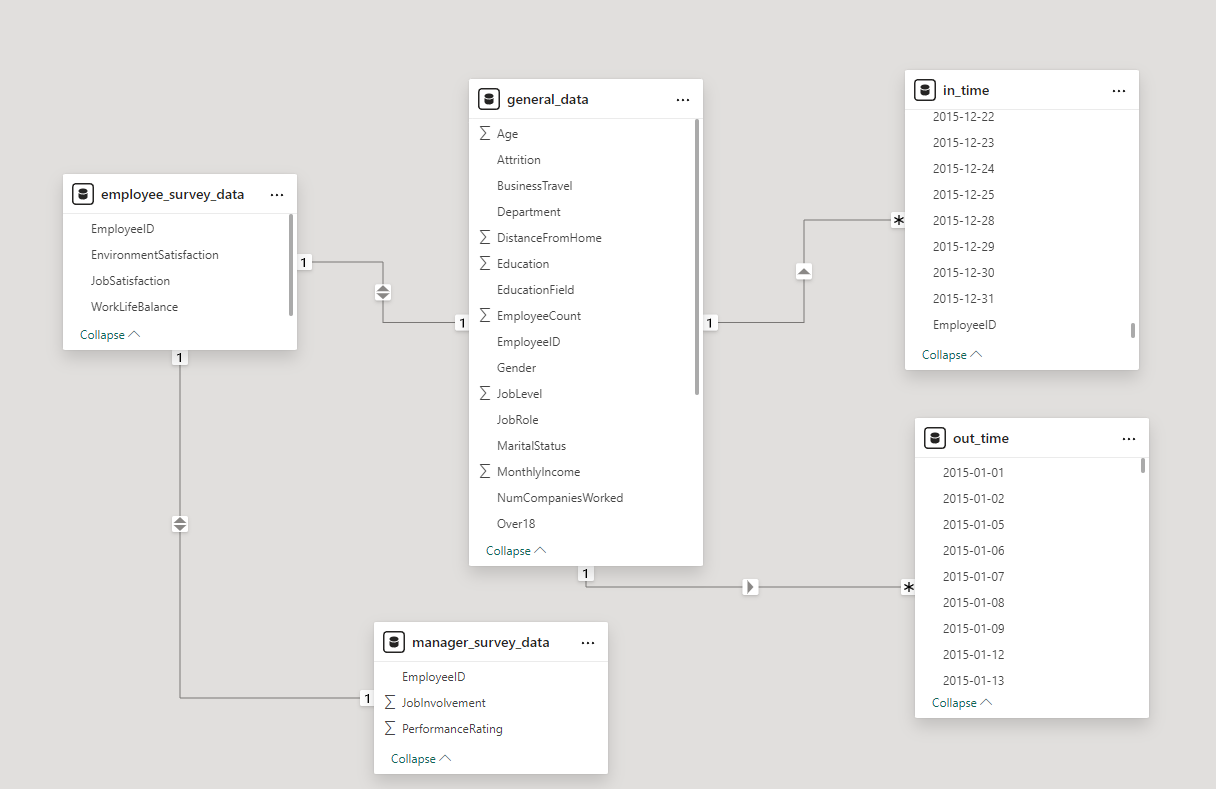 employee_survey_data ...
EmployeeID
EnvironmentSatisfaction
JobSatisfaction
WorkLifeBalance
Collapse
1
1
general_data ...
∑ Age
Attrition
BusinessTravel
Department
∑ DistanceFromHome
∑ Education
EducationField
∑ EmployeeCount
EmployeeID
Gender
∑ JobLevel
JobRole
MaritalStatus
∑ MonthlyIncome
NumCompaniesWorked
Over18
Collapse
1
1
1
in_time ...
2015-12-22
2015-12-23
2015-12-24
2015-12-25
2015-12-28
2015-12-29
2015-12-30
2015-12-31
EmployeeID
Collapse
*
out_time ...
2015-01-01
2015-01-02
2015-01-05
2015-01-06
2015-01-07
2015-01-08
2015-01-09
2015-01-12
2015-01-13
Collapse
*
manager_survey_data ...
EmployeeID
∑ JobInvolvement
∑ PerformanceRating
Collapse
1